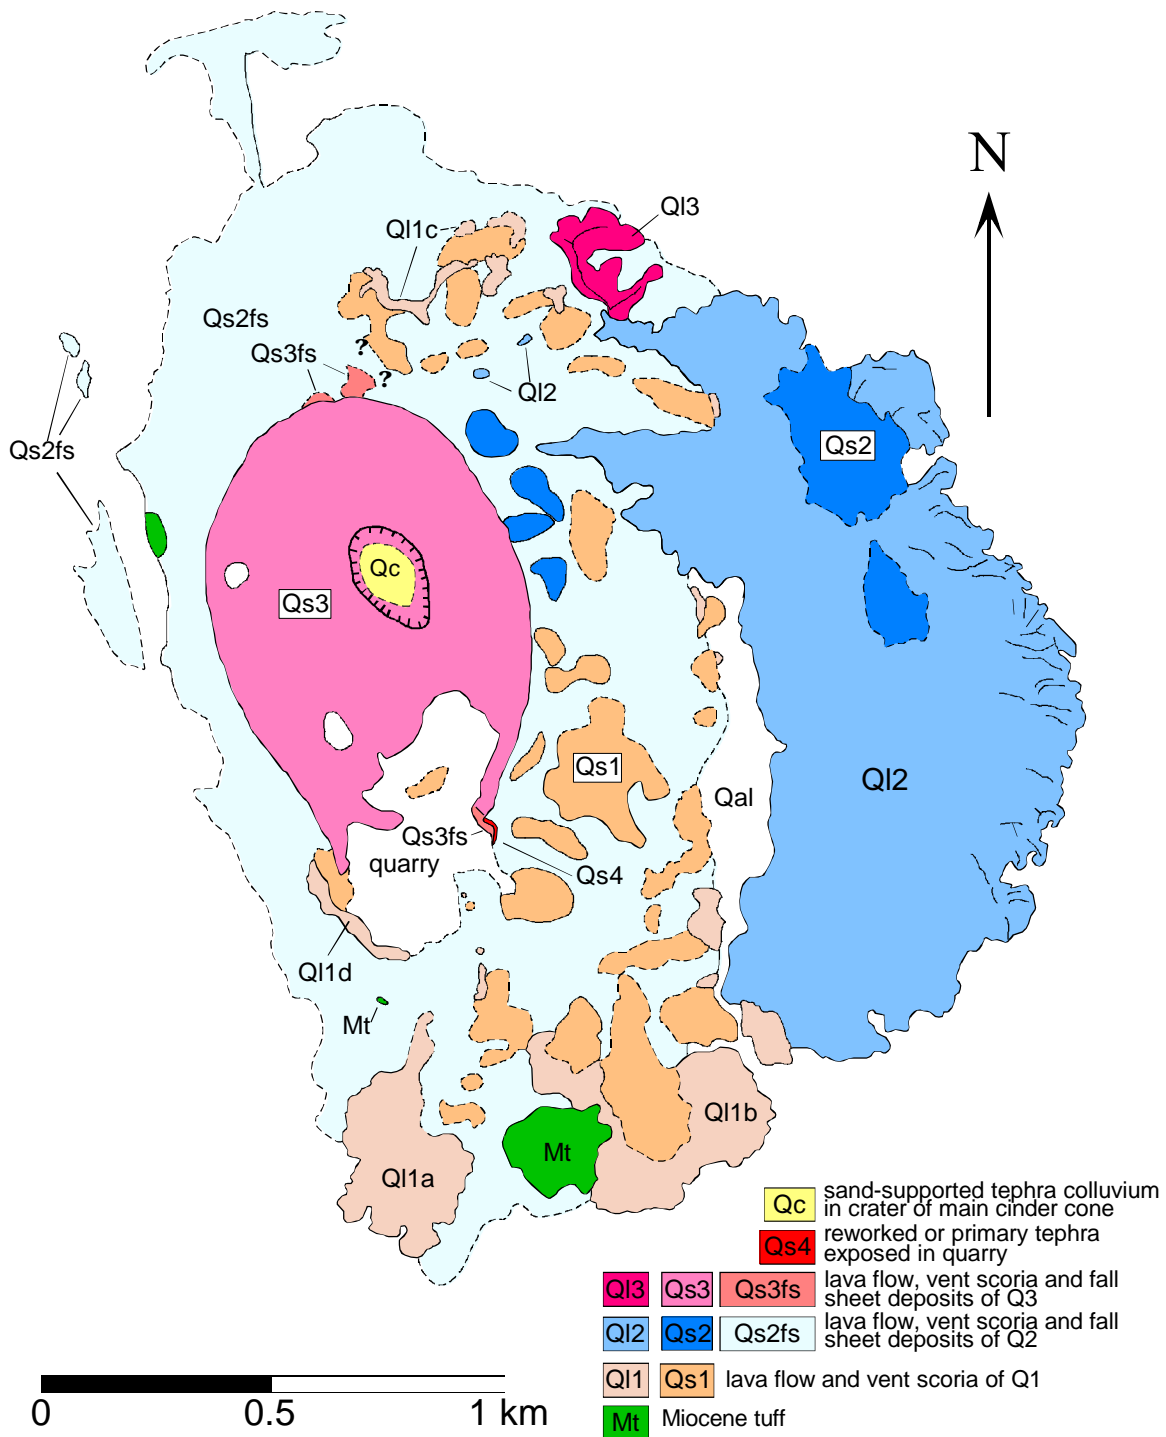 N
Ql3
Ql1c
Qs2fs
Qs3fs
?
?
Ql2
Qs2fs
Qs2
Qc
Qs3
Qs1
Ql2
Qal
Qs3fs
quarry
Qs4
Ql1d
Mt
Ql1b
Mt
Ql1a
Qc sand-supported tephra colluvium
in crater of main cinder cone
Qs4 reworked or primary tephra
exposed in quarry
Ql3 Qs3 Qs3fs lava flow, vent scoria and fall
sheet deposits of Q3
Ql2 Qs2 Qs2fs lava flow, vent scoria and fall
sheet deposits of Q2
Ql1 Qs1 lava flow and vent scoria of Q1
Mt Miocene tuff
0 0.5 1 km